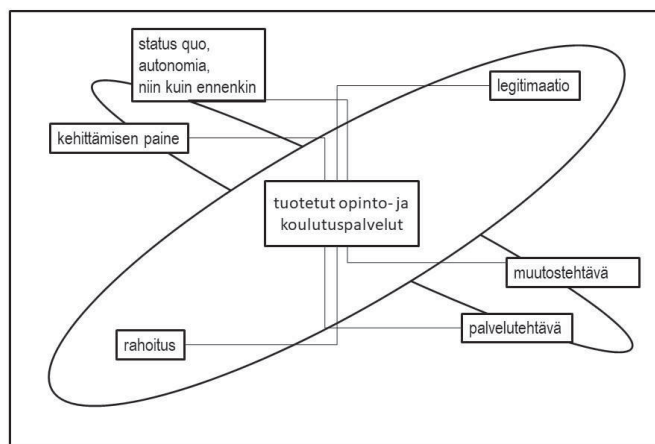 status quo,
autonomia,
niin kuin ennenkin
legitimaatio
kehittämisen paine
tuotetut opinto- ja
koulutuspalvelut
muutostehtävä
palvelutehtävä
rahoitus